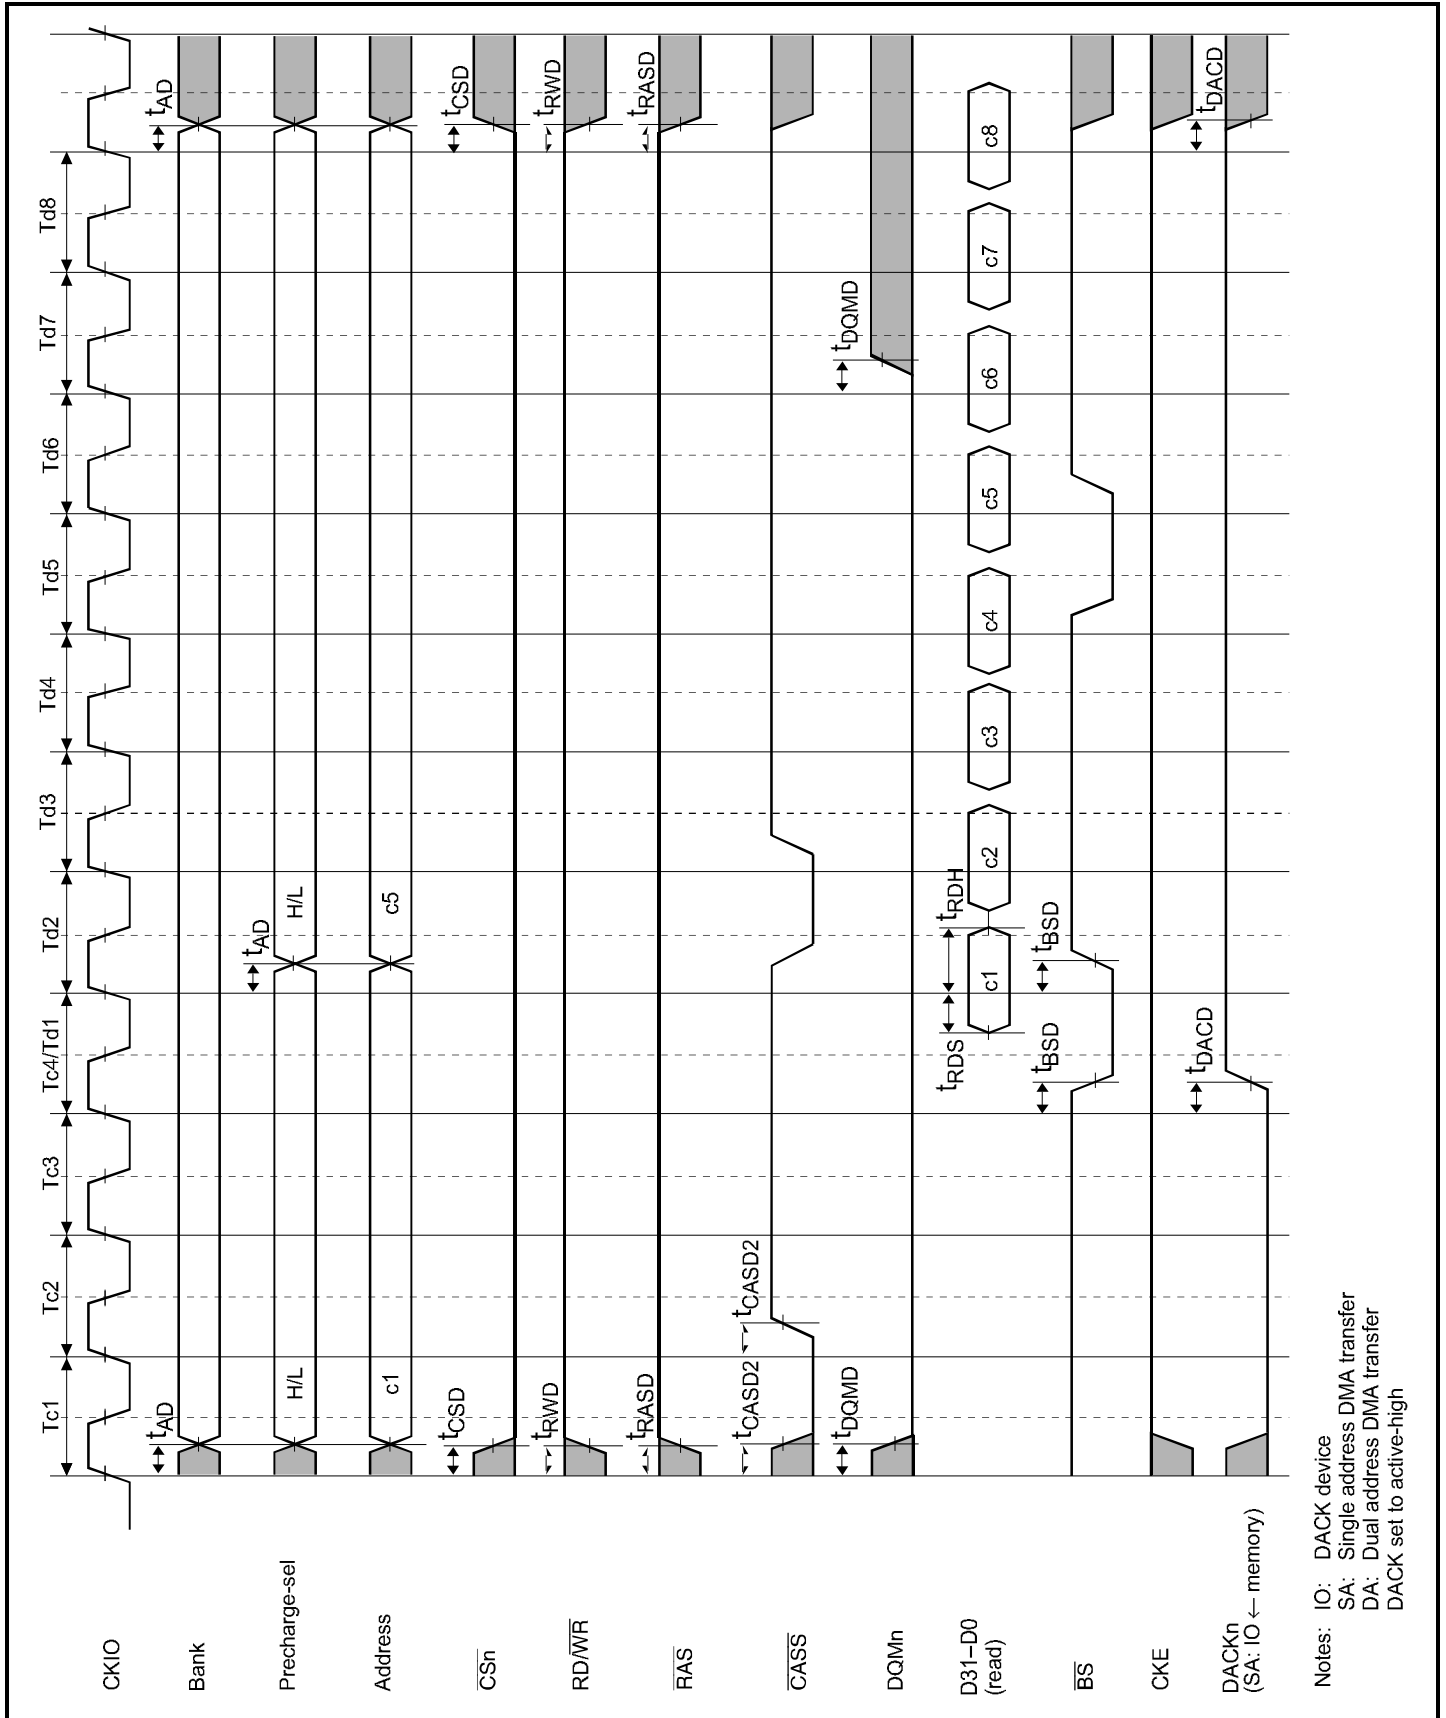 Tc1 Tc2 Tc3 Tc4/Td1 Td2 Td3 Td4 Td5 Td6 Td7 Td8
CKIO
tAD tAD
Bank
tAD
Precharge-sel H/L H/L
Address c1 c5
tCSD tCSD
CSn
tRWD tRWD
RD/WR
tRASD tRASD
RAS
tCASD2 tCASD2
CASS
tDQMD tDQMD
DQMn
tRDS tRDH
D31–D0
(read)
c1 c2 c3 c4 c5 c6 c7 c8
tBSD tBSD
BS
CKE
tDACD tDACD
DACKn
(SA: IO ← memory)
Notes: IO: DACK device
SA: Single address DMA transfer
DA: Dual address DMA transfer
DACK set to active-high